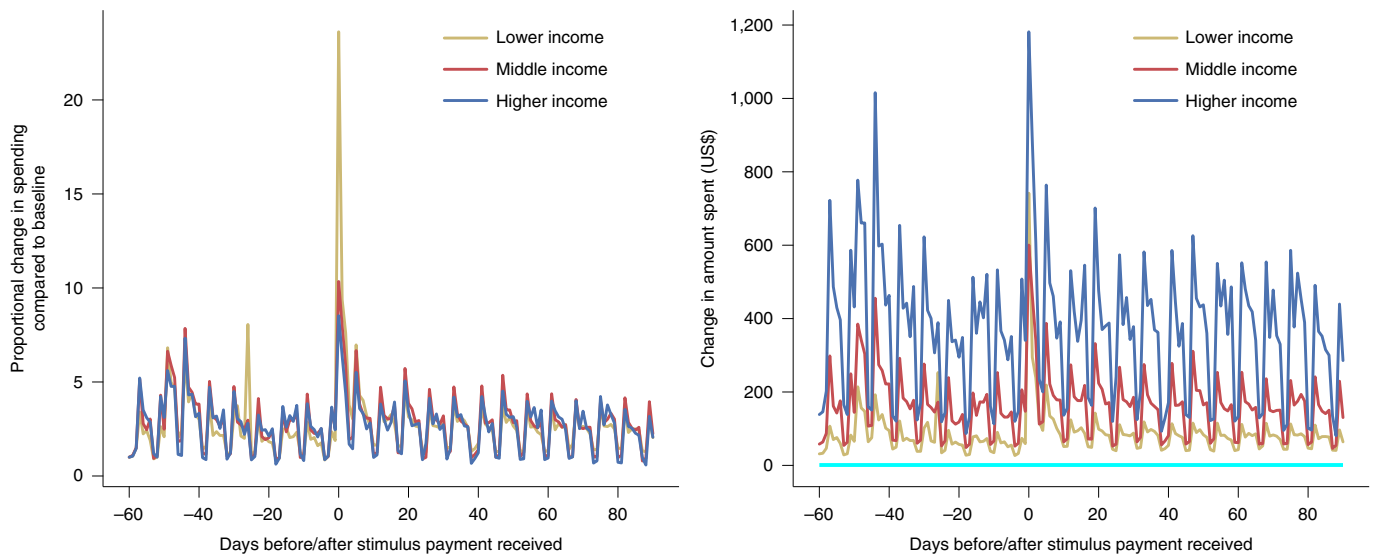 Proportional change in spending
compared to baseline
20
15
10
5
0
Lower income
Middle income
Higher income
–60
–40
–20
0
20
40
60
80
Days before/after stimulus payment received
Change in amount spent (US$)
1,200
1,000
800
600
400
200
0
Lower income
Middle income
Higher income
–60
–40
–20
0
20
40
60
80
Days before/after stimulus payment received